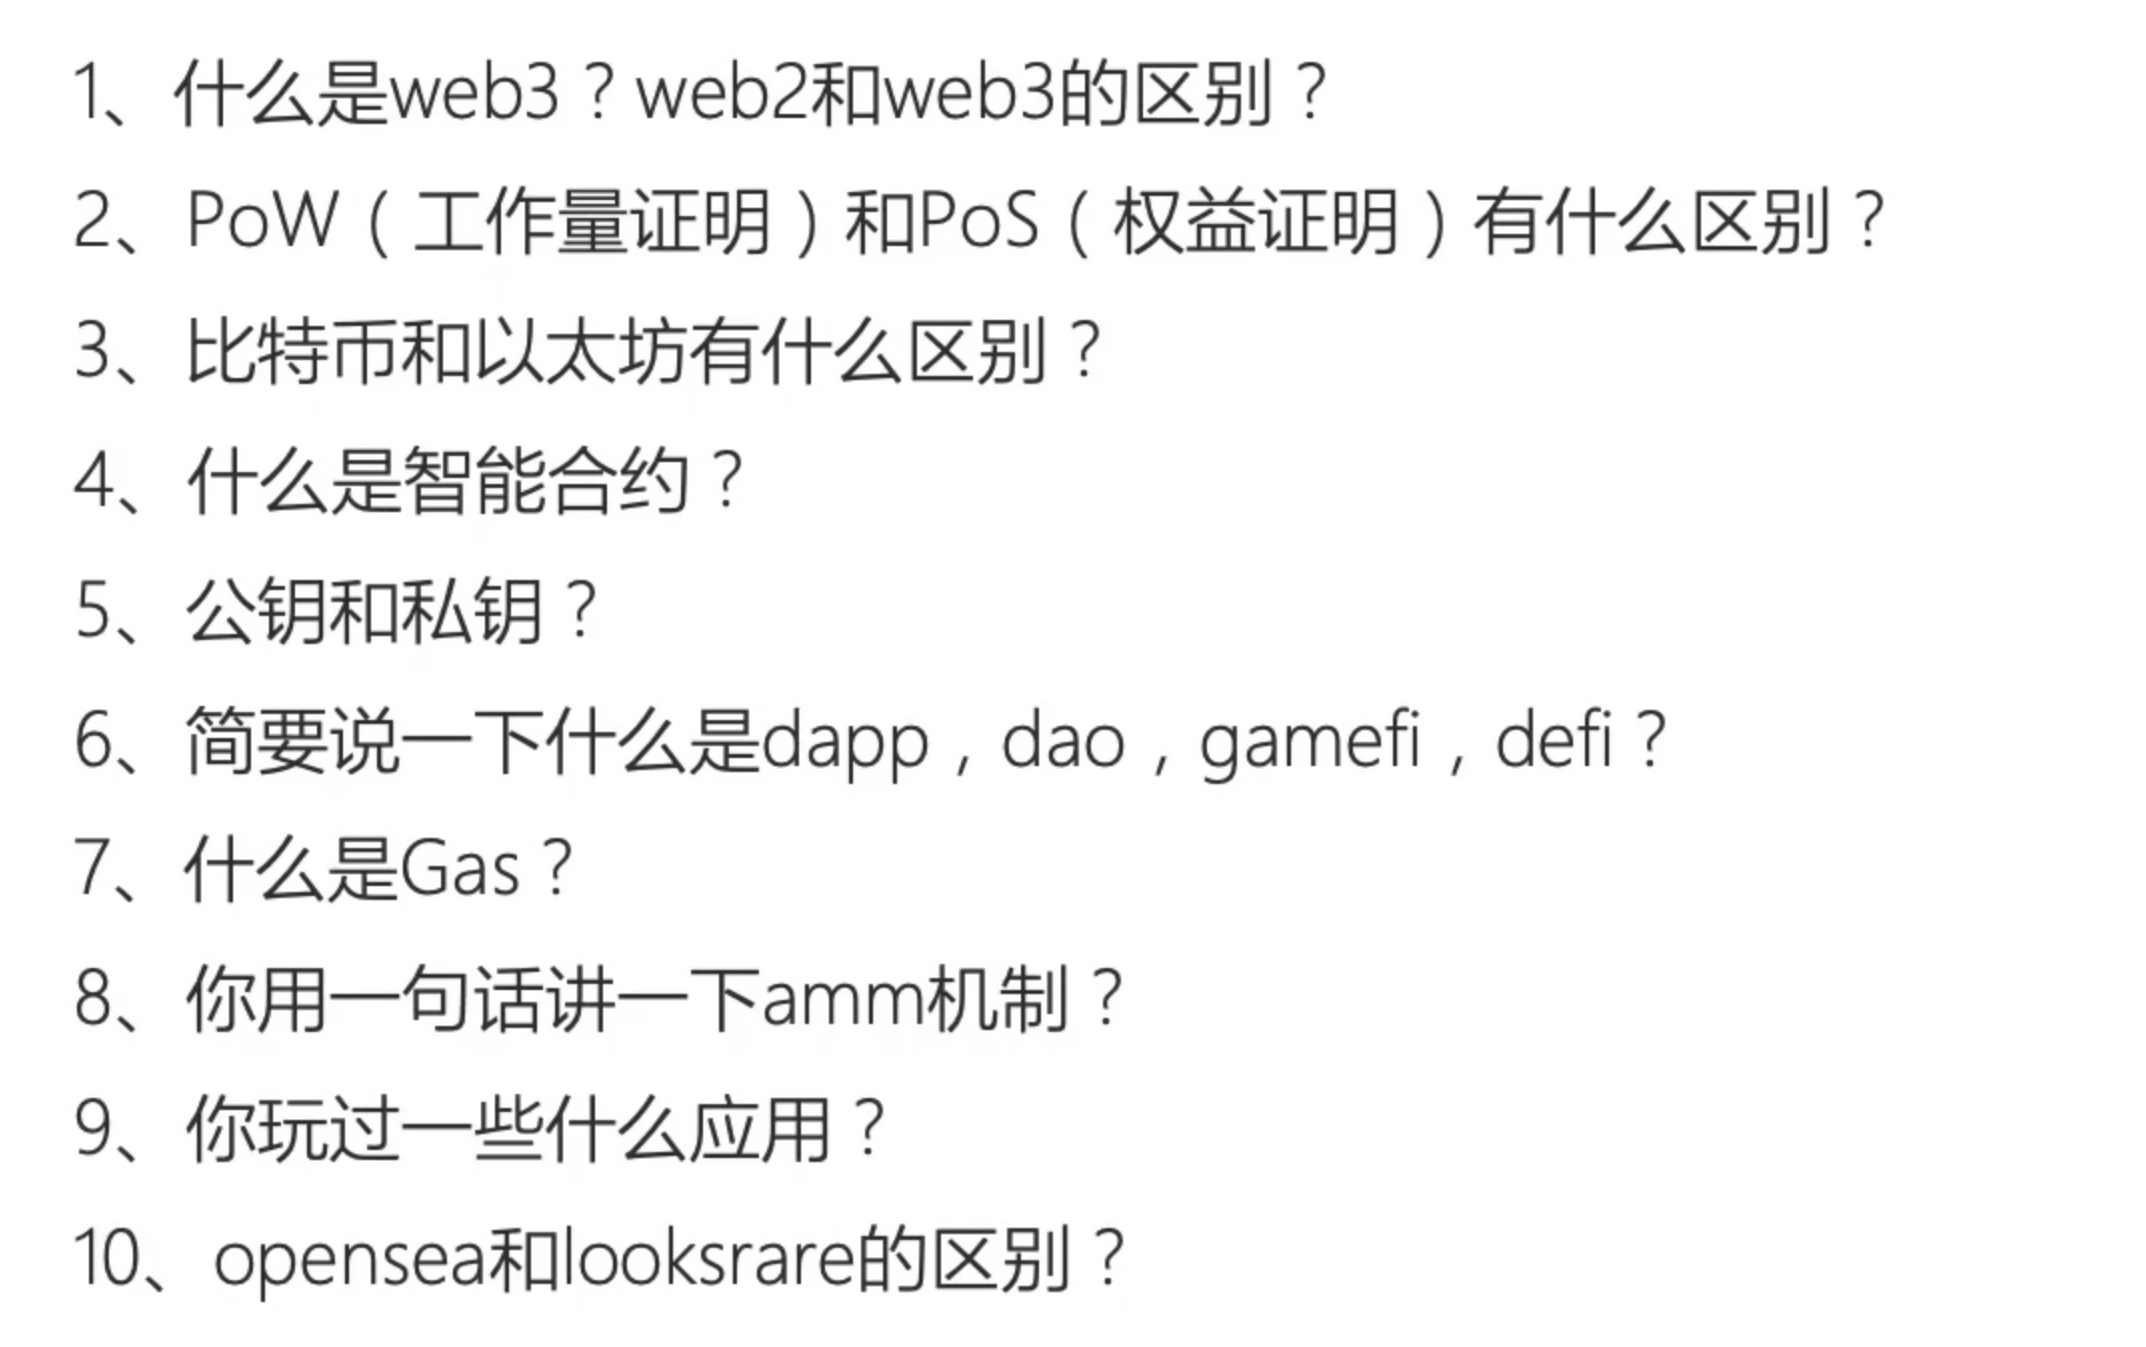 1、什么是web3？web2和web3的区别？
2、PoW（工作量证明）和PoS（权益证明）有什么区别？
3、比特币和以太坊有什么区别？
4、什么是智能合约？
5、公钥和私钥？
6、简要说一下什么是dapp，dao，gamefi，defi？
7、什么是Gas？
8、你用一句话讲一下amm机制？
9、你玩过一些什么应用？
10、opensea和looksrare的区别？